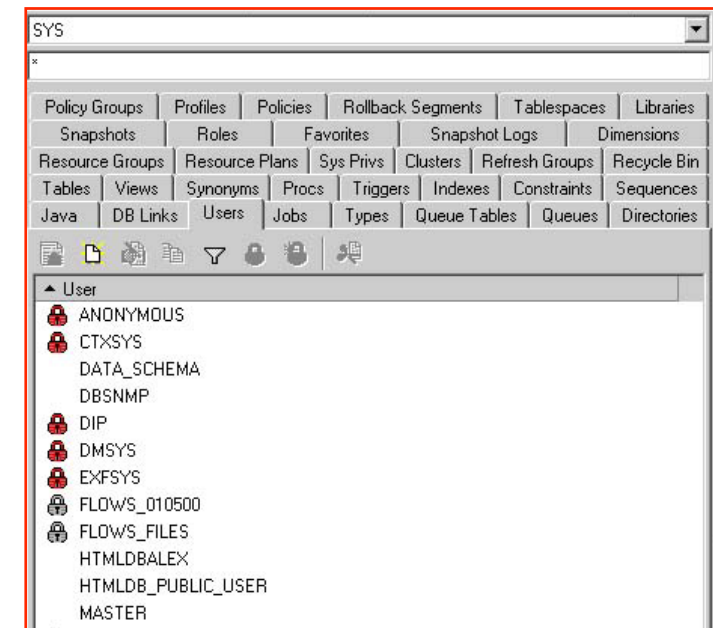 SYS
*
Policy Groups Profiles Policies Rollback Segments Tablespaces Libraries
Snapshots Roles Favorites Snapshot Logs Dimensions
Resource Groups Resource Plans Sys Privs Clusters Refresh Groups Recycle Bin
Tables Views Synonyms Procs Triggers Indexes Constraints Sequences
Java DB Links Users Jobs Types Queue Tables Queues Directories
User
ANONYMOUS
CTXSYS
DATA_SCHEMA
DBSNMP
DIP
DMSYS
EXFSYS
FLOWS_010500
FLOWS_FILES
HTMLDBALEX
HTMLDB_PUBLIC_USER
MASTER